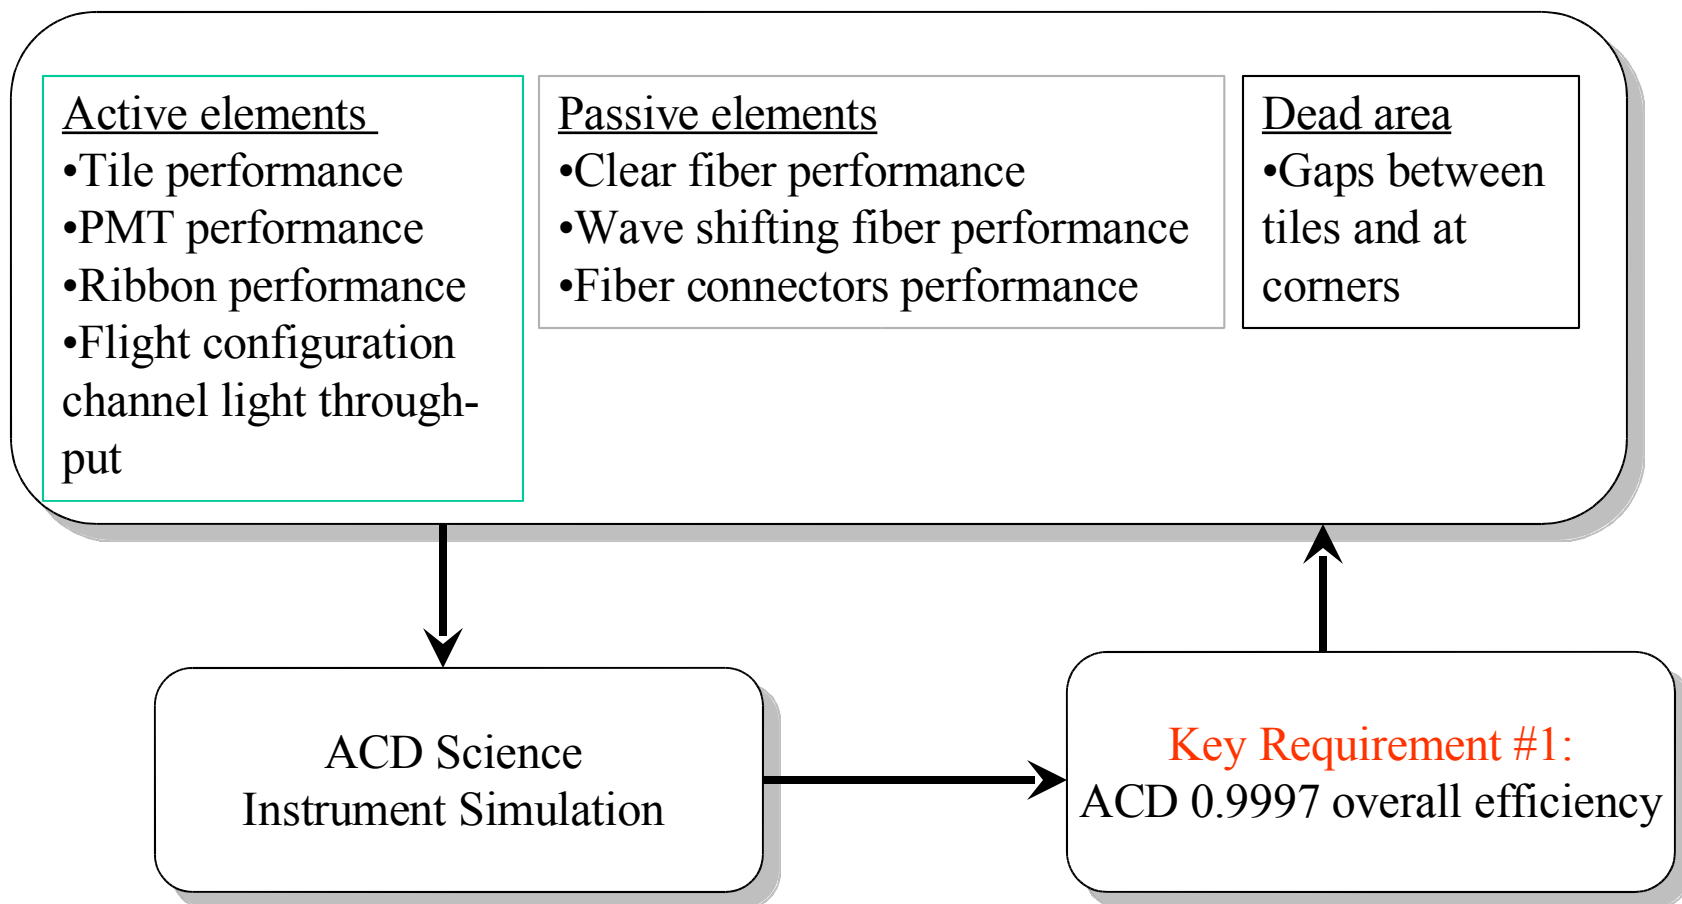 Active elements
•Tile performance
•PMT performance
•Ribbon performance
•Flight configuration
channel light through-
put
Passive elements
•Clear fiber performance
•Wave shifting fiber performance
•Fiber connectors performance
Dead area
•Gaps between
tiles and at
corners
ACD Science
Instrument Simulation
Key Requirement #1:
ACD 0.9997 overall efficiency